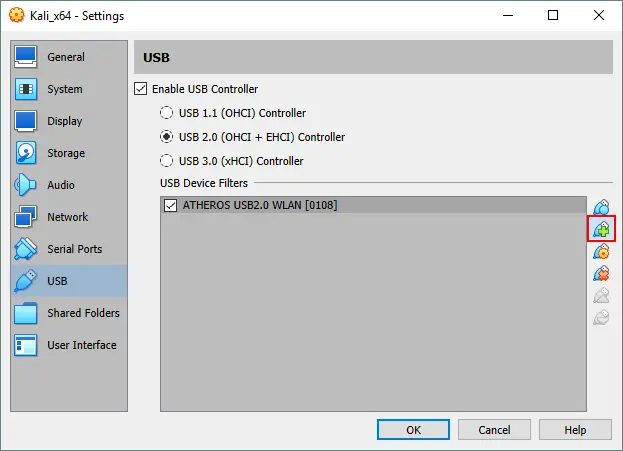 Kali_x64 - Settings
General
System
Display
Storage
Audio
Network
Serial Ports
USB
Shared Folders
User Interface
USB
Enable USB Controller
USB 1.1 (OHCI) Controller
USB 2.0 (OHCI + EHCI) Controller
USB 3.0 (xHCI) Controller
USB Device Filters
ATHEROS USB2.0 WLAN [0108]
OK
Cancel
Help